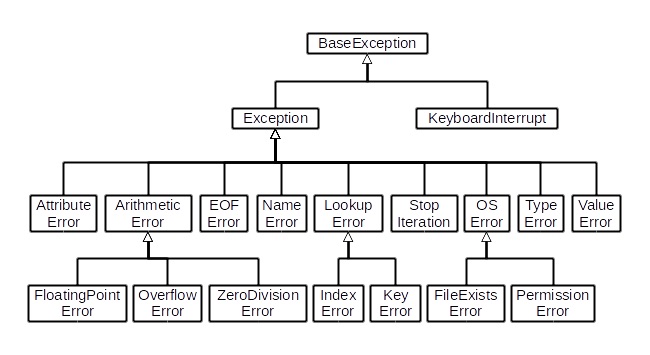 BaseException
Exception
KeyboardInterrupt
Attribute
Error
Arithmetic
Error
EOF
Error
Name
Error
Lookup
Error
Stop
Iteration
OS
Error
Type
Error
Value
Error
FloatingPoint
Error
Overflow
Error
ZeroDivision
Error
Index
Error
Key
Error
FileExists
Error
Permission
Error